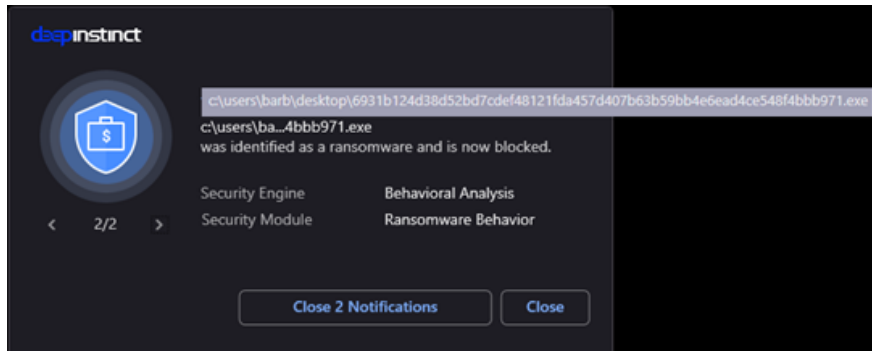 deepinstinct
c:\users\barb\desktop\6931b124d38d52bd7cdef48121fda457d407b63b59bb4e6ead4ce548f4bbb971.exe
c:\users\ba...4bbb971.exe
was identified as a ransomware and is now blocked.
Security Engine Behavioral Analysis
Security Module Ransomware Behavior
< 2/2 >
$
Close 2 Notifications Close